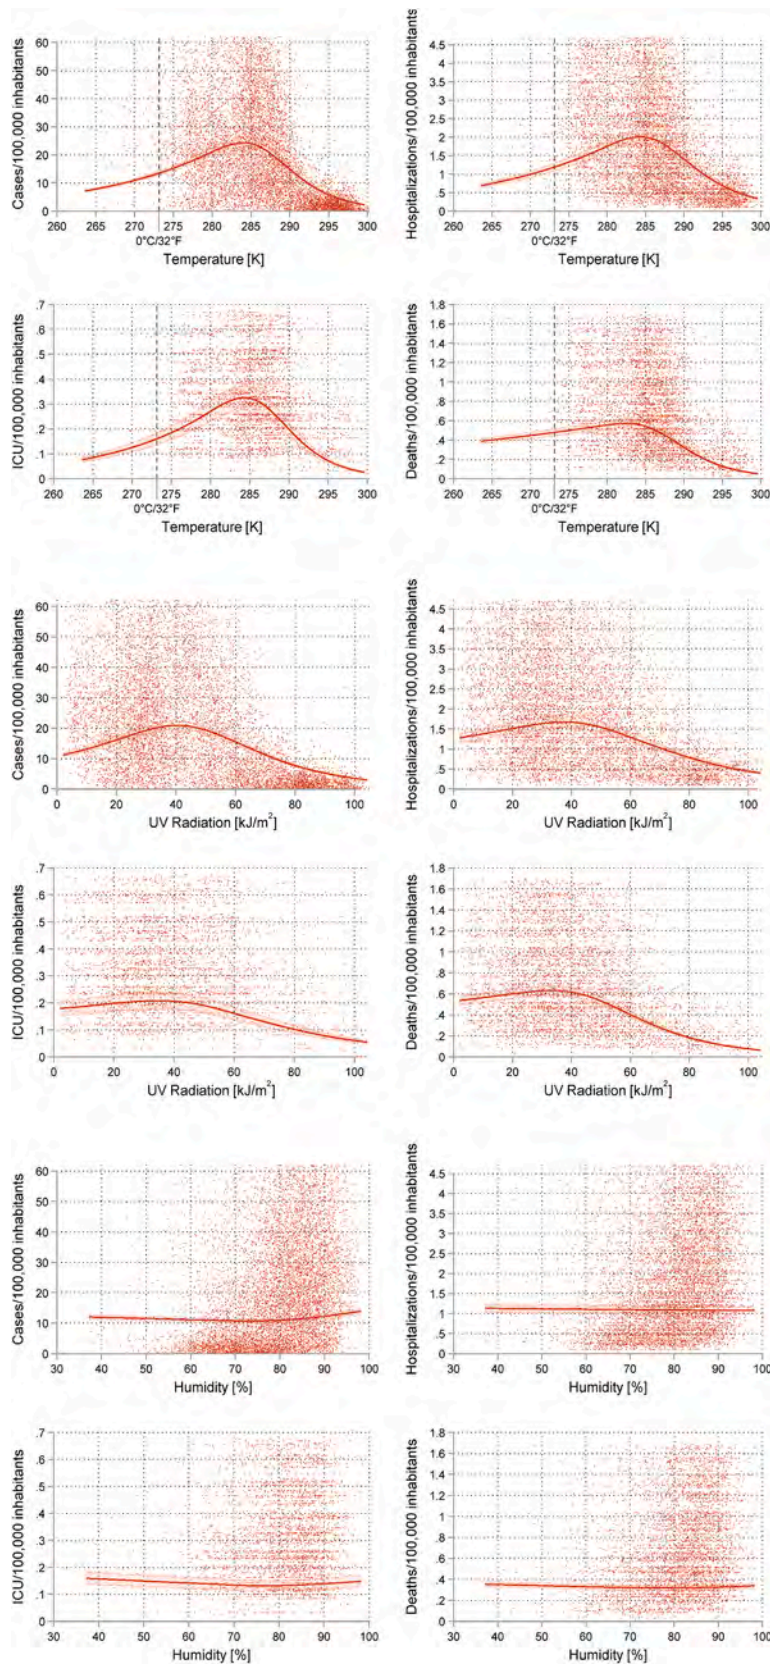 Cases/100,000 inhabitants
60
50
40
30
20
10
0
260 265 270 275 280 285 290 295 300
0°C/32°F
Temperature [K]
Hospitalizations/100,000 inhabitants
4.5
4
3.5
3
2.5
2
1.5
1
.5
0
260 265 270 275 280 285 290 295 300
0°C/32°F
Temperature [K]
ICU/100,000 inhabitants
.7
.6
.5
.4
.3
.2
.1
0
260 265 270 275 280 285 290 295 300
0°C/32°F
Temperature [K]
Deaths/100,000 inhabitants
1.8
1.6
1.4
1.2
1
.8
.6
.4
.2
0
260 265 270 275 280 285 290 295 300
0°C/32°F
Temperature [K]
Cases/100,000 inhabitants
60
50
40
30
20
10
0
0 20 40 60 80 100
UV Radiation [kJ/m²]
Hospitalizations/100,000 inhabitants
4.5
4
3.5
3
2.5
2
1.5
1
.5
0
0 20 40 60 80 100
UV Radiation [kJ/m²]
ICU/100,000 inhabitants
.7
.6
.5
.4
.3
.2
.1
0
0 20 40 60 80 100
UV Radiation [kJ/m²]
Deaths/100,000 inhabitants
1.8
1.6
1.4
1.2
1
.8
.6
.4
.2
0
0 20 40 60 80 100
UV Radiation [kJ/m²]
Cases/100,000 inhabitants
60
50
40
30
20
10
0
30 40 50 60 70 80 90 100
Humidity [%]
Hospitalizations/100,000 inhabitants
4.5
4
3.5
3
2.5
2
1.5
1
.5
0
30 40 50 60 70 80 90 100
Humidity [%]
ICU/100,000 inhabitants
.7
.6
.5
.4
.3
.2
.1
0
30 40 50 60 70 80 90 100
Humidity [%]
Deaths/100,000 inhabitants
1.8
1.6
1.4
1.2
1
.8
.6
.4
.2
0
30 40 50 60 70 80 90 100
Humidity [%]